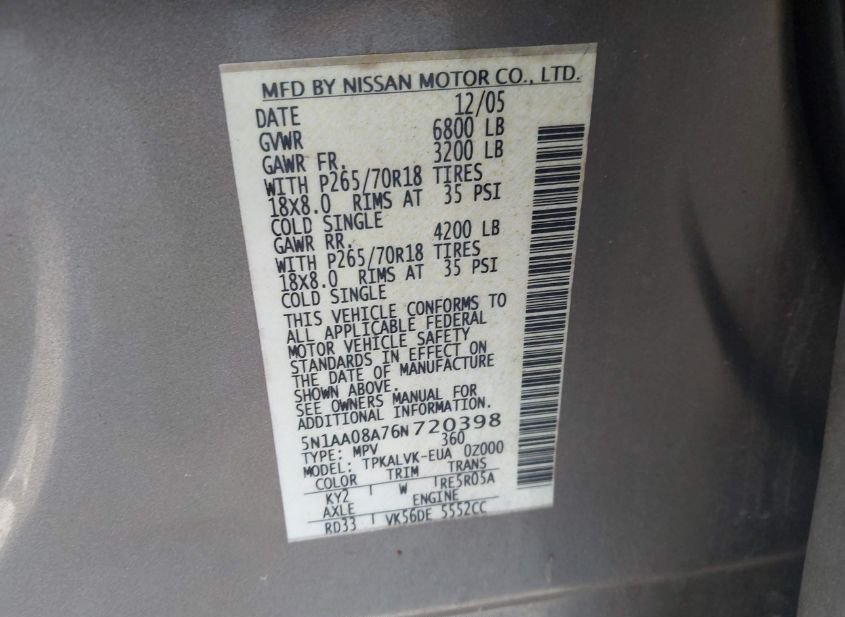 MFD BY NISSAN MOTOR CO., LTD.
DATE 12/05
GVWR 6800 LB
GAWR FR. 3200 LB
WITH P265/70R18 TIRES
18X8.0 RIMS AT 35 PSI
COLD SINGLE
GAWR RR. 4200 LB
WITH P265/70R18 TIRES
18X8.0 RIMS AT 35 PSI
COLD SINGLE
THIS VEHICLE CONFORMS TO
ALL APPLICABLE FEDERAL
MOTOR VEHICLE SAFETY
STANDARDS IN EFFECT ON
THE DATE OF MANUFACTURE
SHOWN ABOVE.
SEE OWNERS MANUAL FOR
ADDITIONAL INFORMATION.
5N1AA08A76N720398
TYPE: MPV 360
MODEL: TPKALVK-EUA 0Z000
COLOR TRIM TRANS
KY2 W RE5R05A
AXLE ENGINE
RD33 VK56DE 5552CC